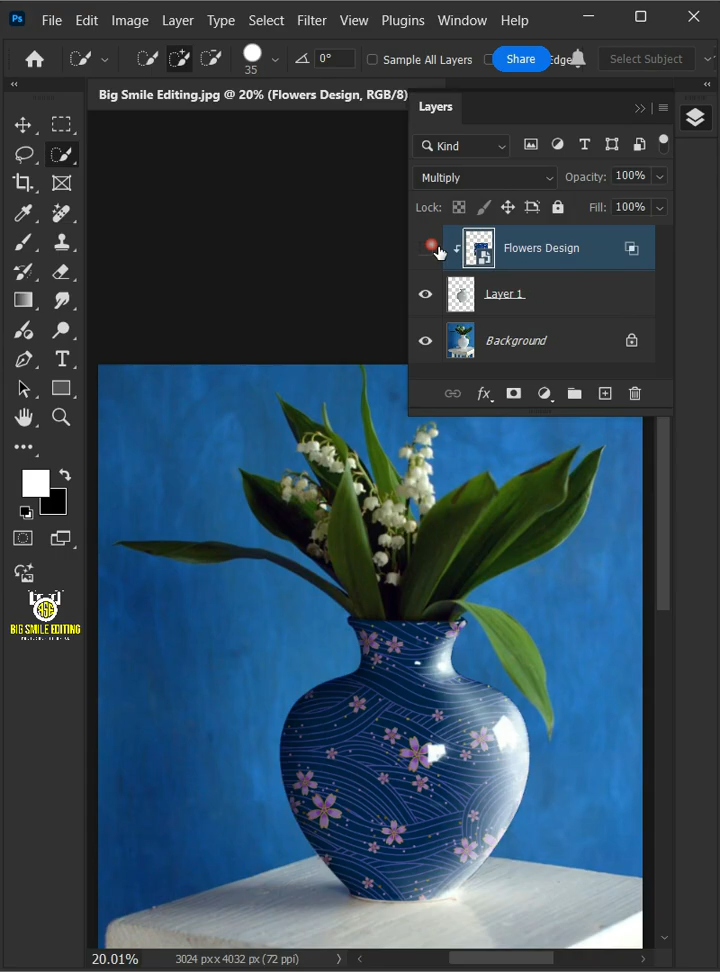 Ps File Edit Image Layer Type Select Filter View Plugins Window Help
35 0° Sample All Layers Share Edge Select Subject
Big Smile Editing.jpg @ 20% (Flowers Design, RGB/8)
Layers
Kind
Multiply Opacity: 100%
Lock: Fill: 100%
Flowers Design
Layer 1
Background
fx
BIG SMILE EDITING
20.01% 3024 px x 4032 px (72 ppi)